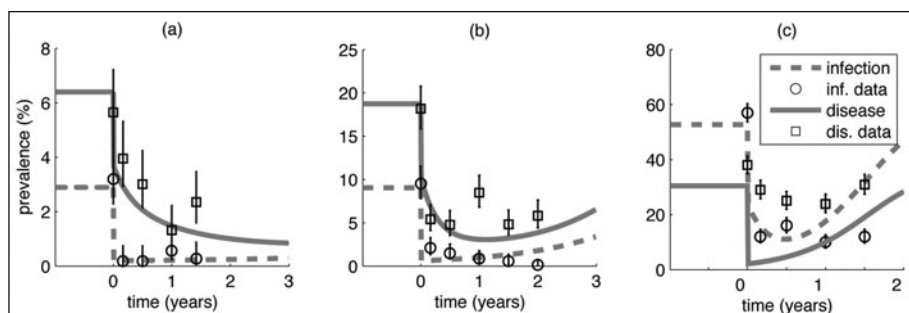 (a)
(b)
(c)
prevalence (%)
8
6
4
2
0
0
1
2
3
time (years)
25
20
15
10
5
0
0
1
2
3
time (years)
80
60
40
20
0
0
1
2
time (years)
infection
inf. data
disease
dis. data